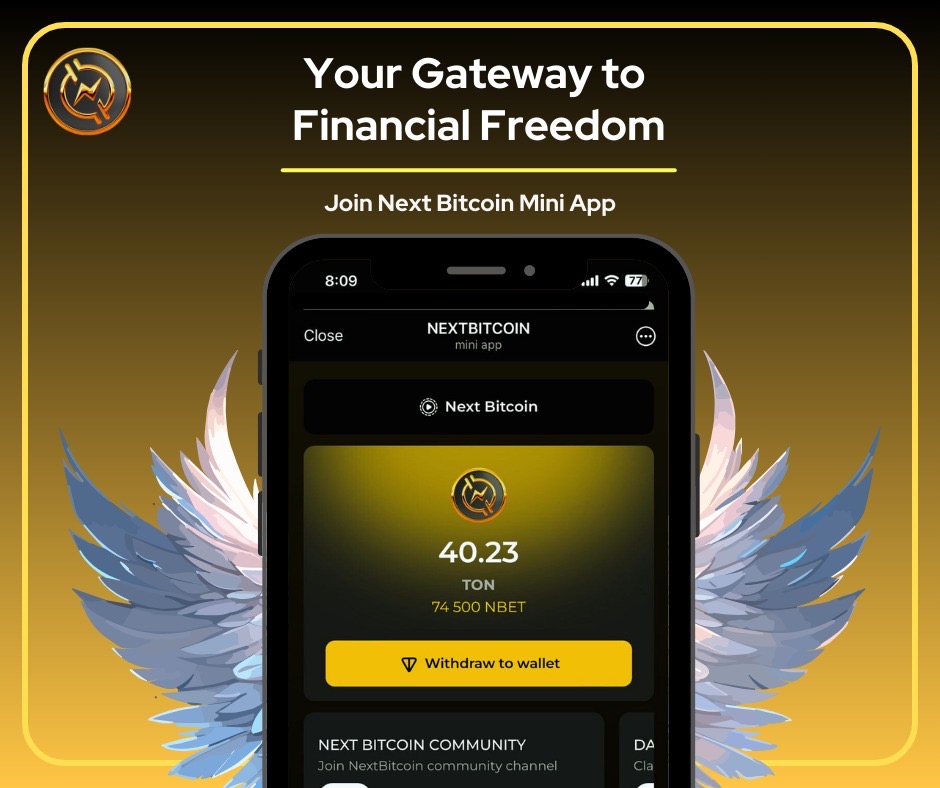 Your Gateway to
Financial Freedom
Join Next Bitcoin Mini App
8:09
77
Close
NEXTBITCOIN
mini app
Next Bitcoin
40.23
TON
74 500 NBET
Withdraw to wallet
NEXT BITCOIN COMMUNITY
Join NextBitcoin community channel
DA
Cla